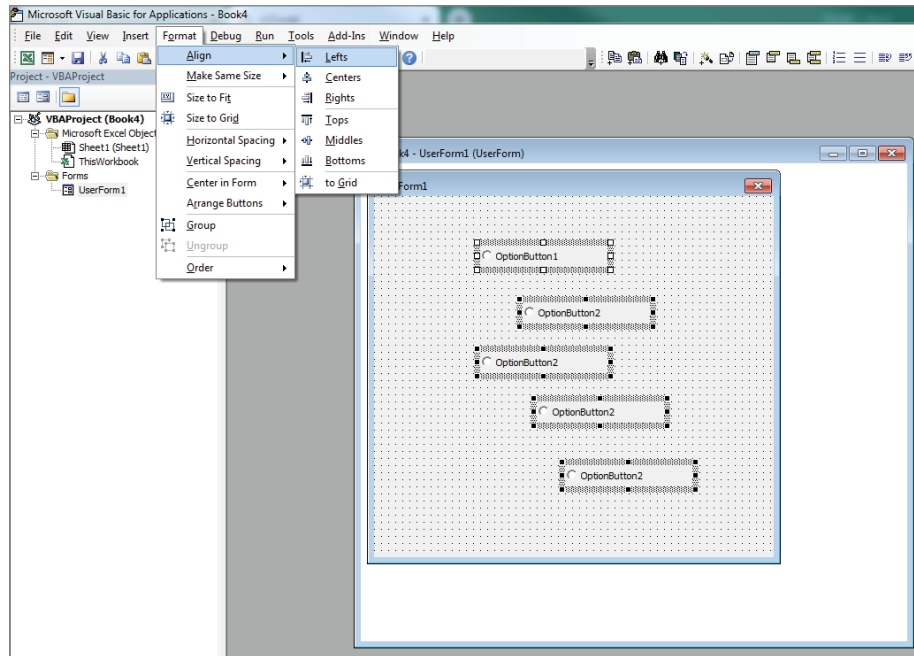 Microsoft Visual Basic for Applications - Book4
File Edit View Insert Format Debug Run Tools Add-Ins Window Help
Project - VBAProject
VBAProject (Book4)
Microsoft Excel Object
Sheet1 (Sheet1)
ThisWorkbook
Forms
UserForm1
Align
Make Same Size
Size to Fit
Size to Grid
Horizontal Spacing
Vertical Spacing
Center in Form
Arrange Buttons
Group
Ungroup
Order
Lefts
Centers
Rights
Tops
Middles
Bottoms
to Grid
k4 - UserForm1 (UserForm)
Form1
OptionButton1
OptionButton2
OptionButton2
OptionButton2
OptionButton2